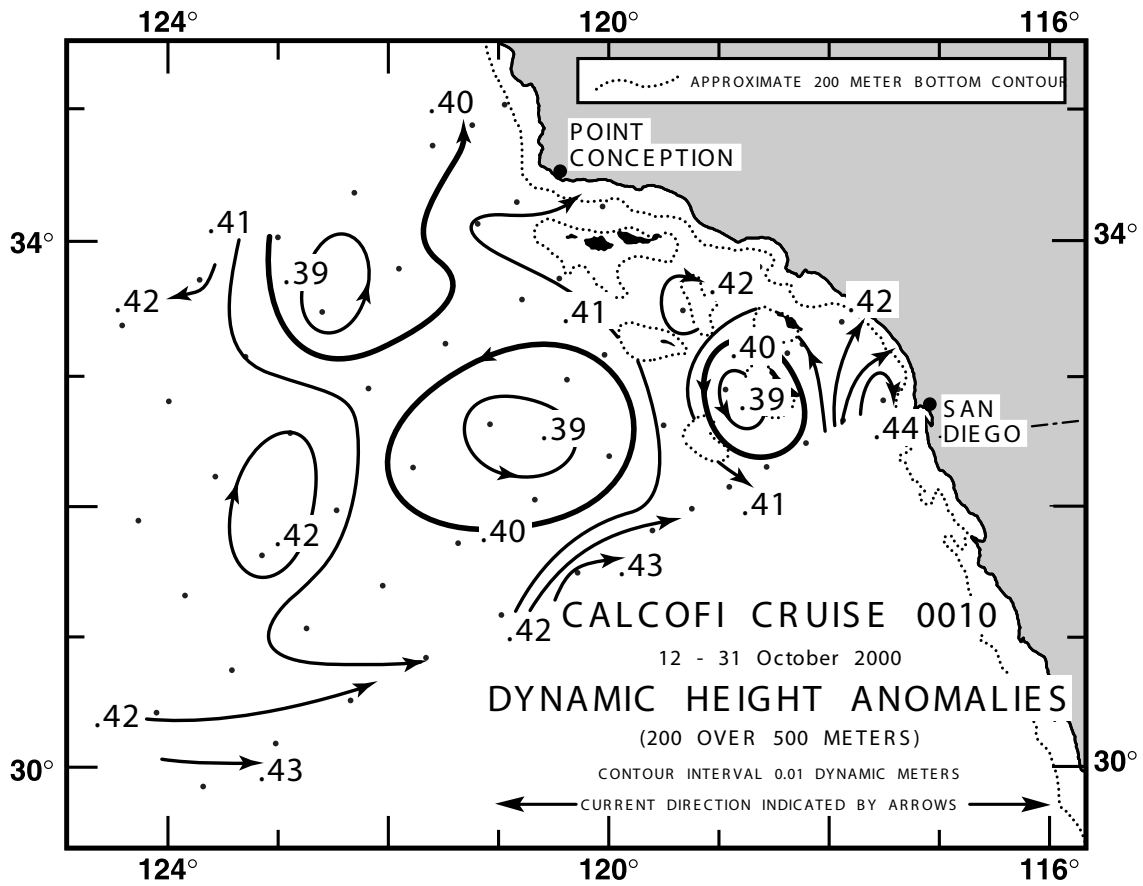 124° 120° 116°
APPROXIMATE 200 METER BOTTOM CONTOUR
.40
POINT
CONCEPTION
.41
34° 34°
.39
.42
.42
.42
.41
.40
.39
.39
SAN
DIEGO
.44
.41
.42
.40
.43
CALCOFI CRUISE 0010
.42
12 - 31 October 2000
DYNAMIC HEIGHT ANOMALIES
.42
(200 OVER 500 METERS)
30° 30°
.43
CONTOUR INTERVAL 0.01 DYNAMIC METERS
CURRENT DIRECTION INDICATED BY ARROWS
124° 120° 116°